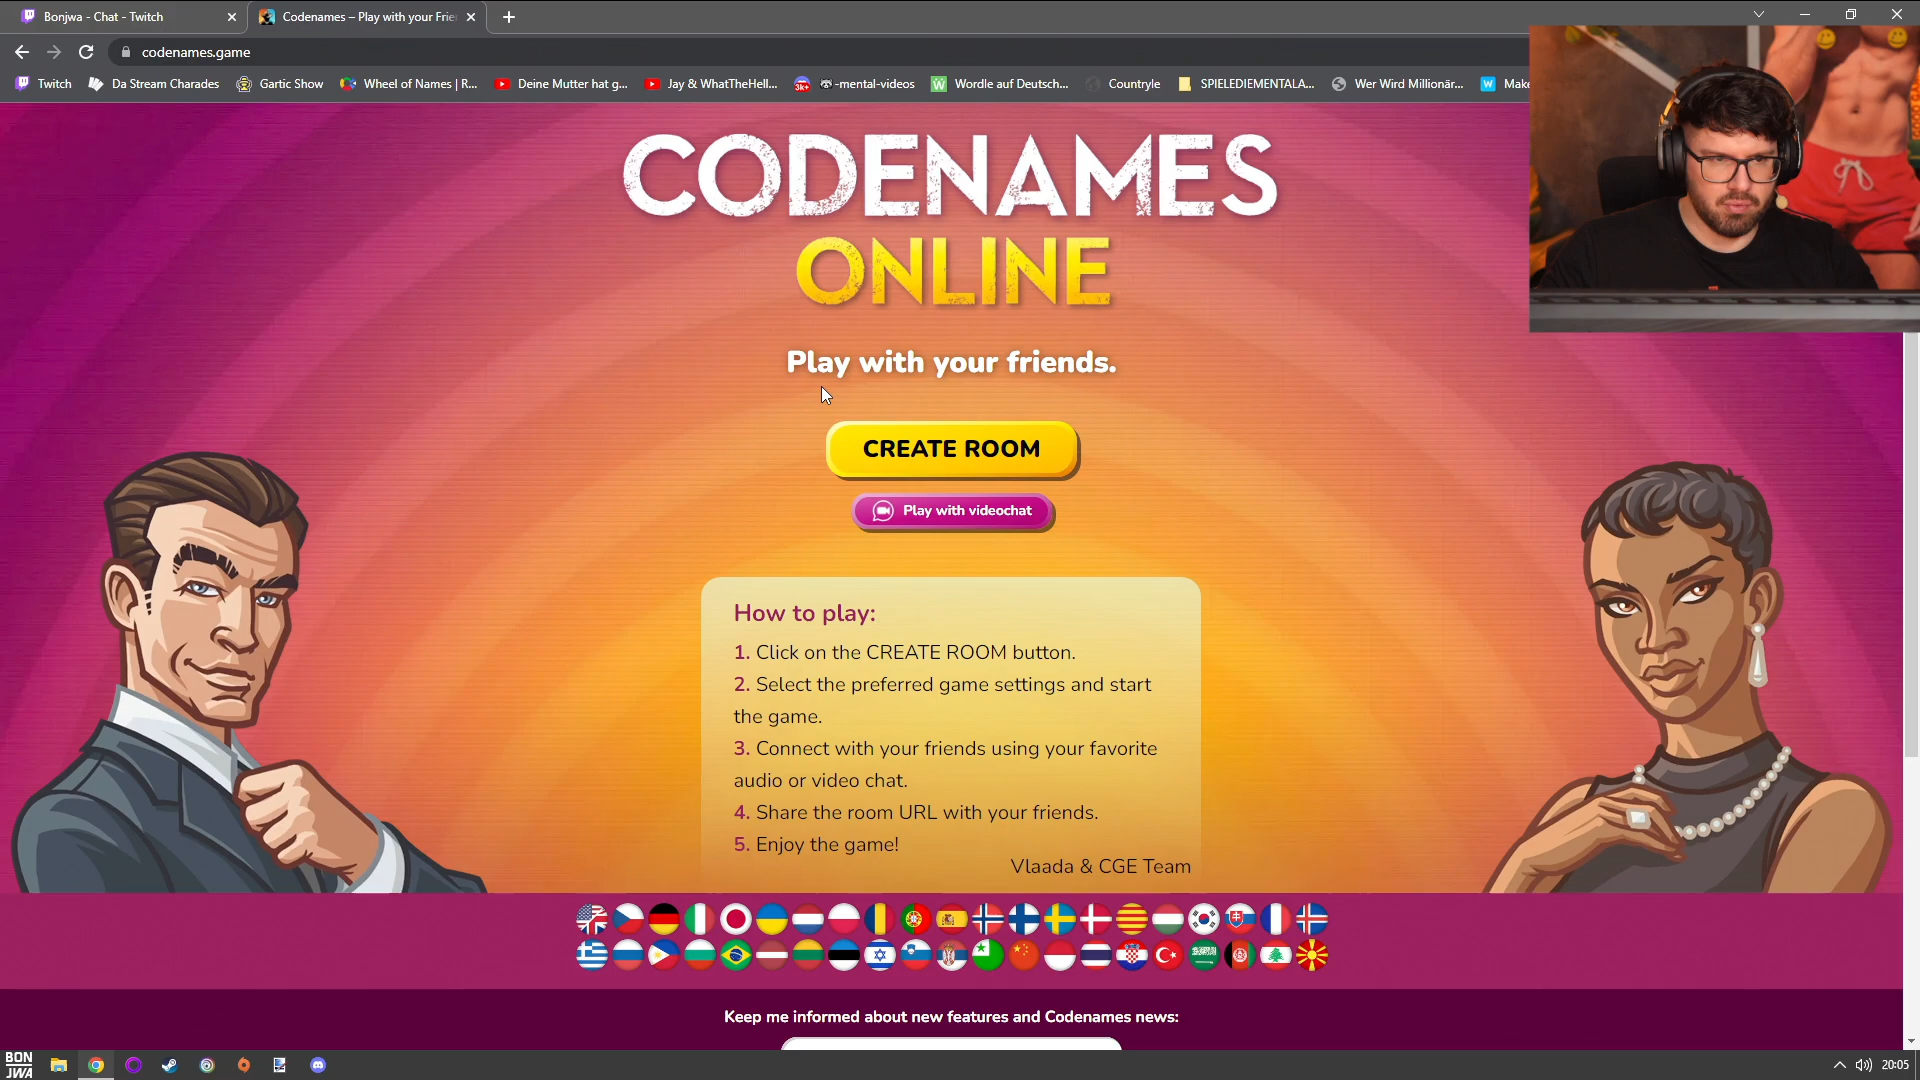 Bonjwa - Chat - Twitch
Codenames – Play with your Frie
codenames.game
Twitch
Da Stream Charades
Gartic Show
Wheel of Names | R...
Deine Mutter hat g...
Jay & WhatTheHell...
3k+
-mental-videos
Wordle auf Deutsch...
Countryle
SPIELEDIEMENTALA...
Wer Wird Millionär...
Make
CODENAMES
ONLINE
Play with your friends.
CREATE ROOM
Play with videochat
How to play:
1. Click on the CREATE ROOM button.
2. Select the preferred game settings and start
the game.
3. Connect with your friends using your favorite
audio or video chat.
4. Share the room URL with your friends.
5. Enjoy the game!
Vlaada & CGE Team
Keep me informed about new features and Codenames news:
BON
JWA
20:05